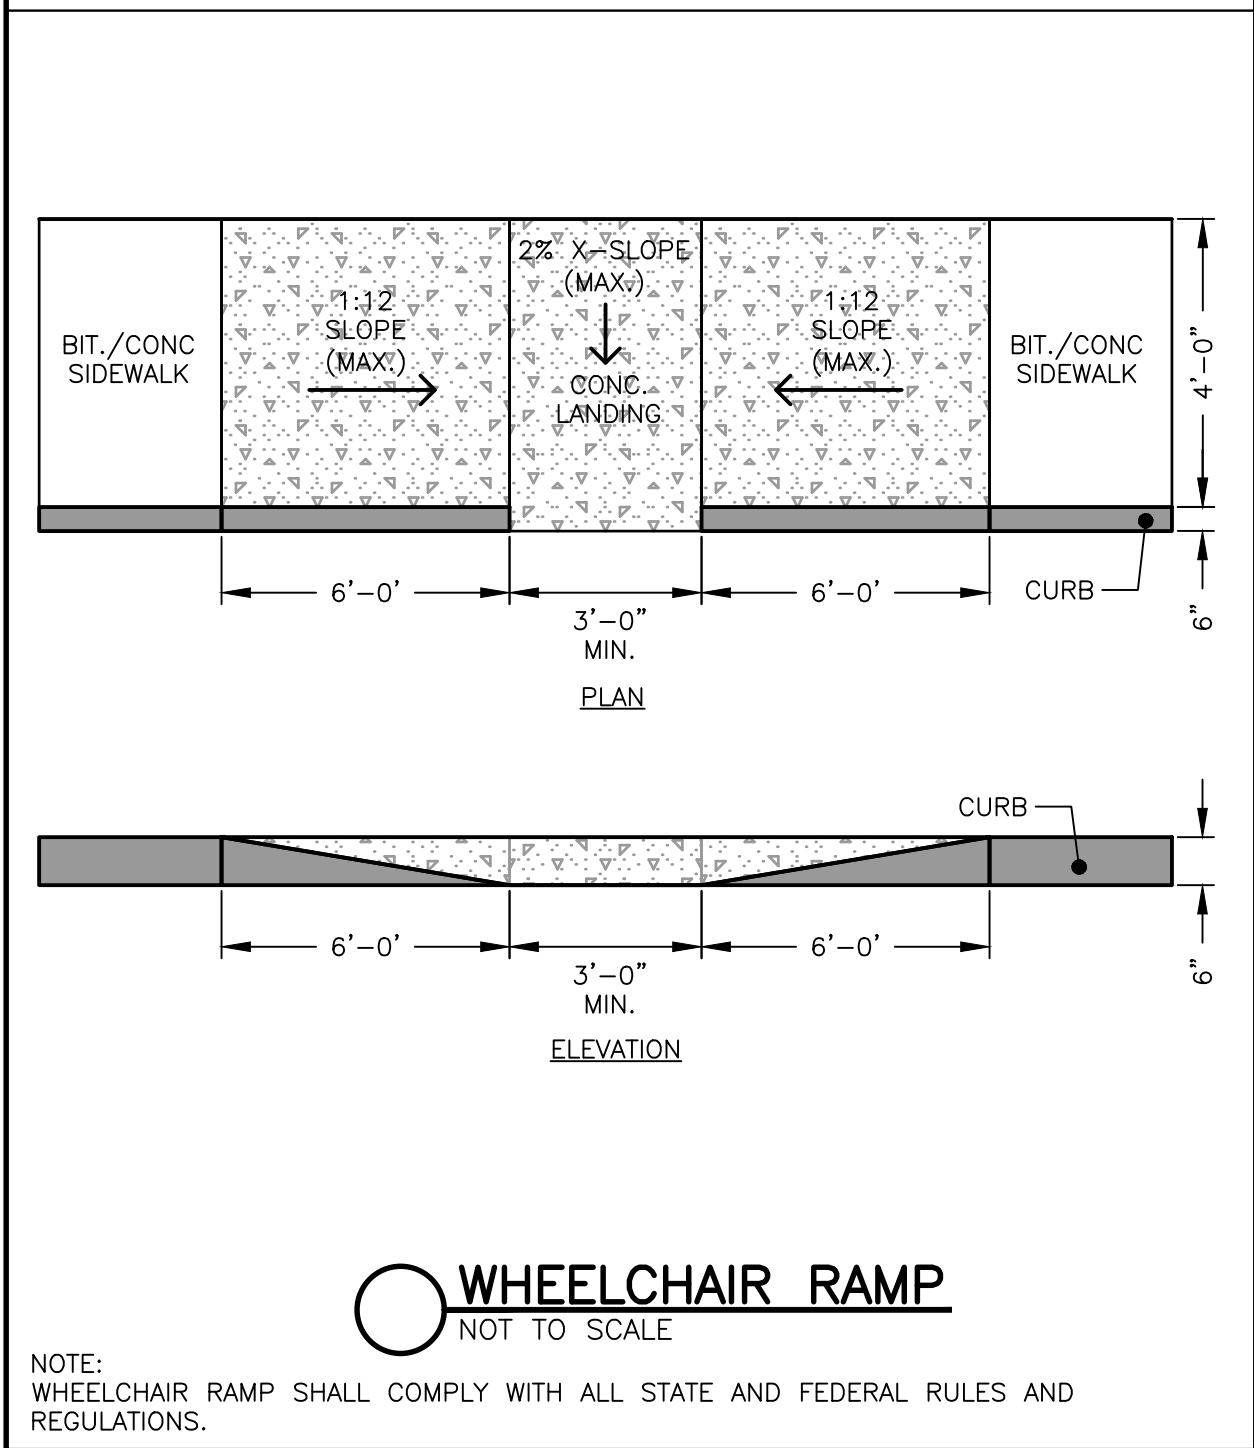 2% X-SLOPE
(MAX.)
1:12
SLOPE
(MAX.)
1:12
SLOPE
(MAX.)
BIT./CONC
SIDEWALK
CONC.
LANDING
BIT./CONC
SIDEWALK
4'-0"
6'-0'
3'-0"
MIN.
6'-0'
CURB
6"
PLAN
CURB
6'-0'
3'-0"
MIN.
6'-0'
6"
ELEVATION
WHEELCHAIR RAMP
NOT TO SCALE
NOTE:
WHEELCHAIR RAMP SHALL COMPLY WITH ALL STATE AND FEDERAL RULES AND
REGULATIONS.